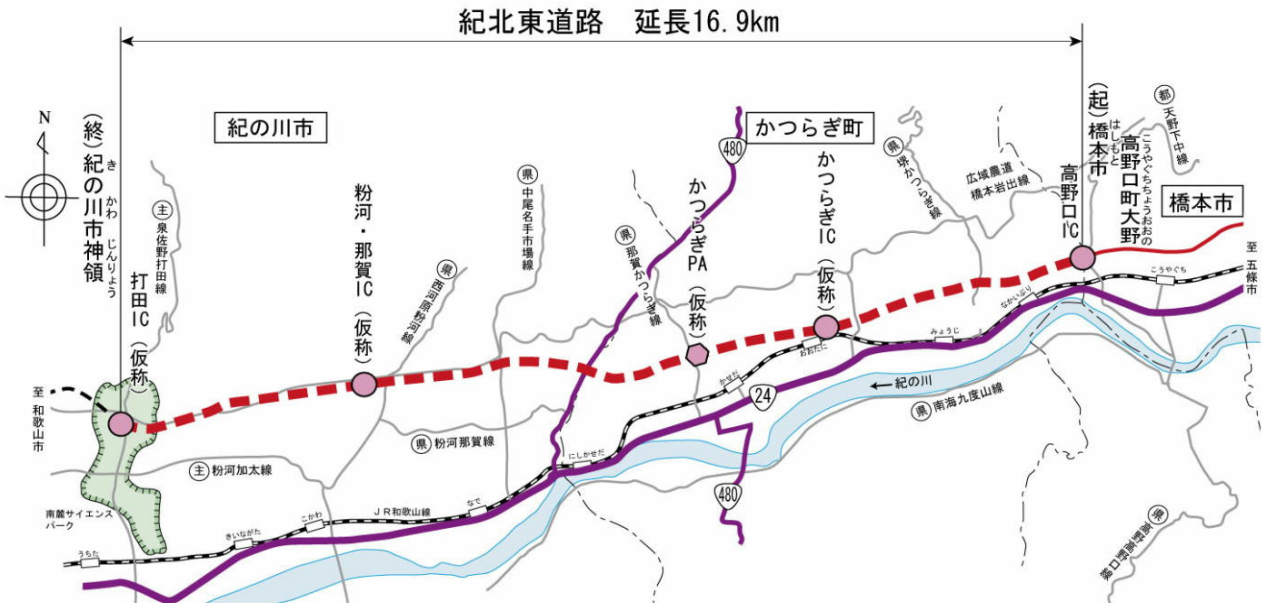 紀北東道路　延長16.9km
N
紀の川市
かつらぎ町
橋本市
(終)紀の川市神領
き かわ じんりょう
打田IC(仮称)
主 泉佐野打田線
粉河・那賀IC(仮称)
県 西河原粉河線
県 中尾名手市場線
県 那賀かつらぎ線
480
かつらぎPA(仮称)
かつらぎIC(仮称)
県 堺かつらぎ線
広域農道
橋本岩出線
高野口IC
(起)橋本市
はしもと
高野口町大野
こうやぐちちょうおおの
都 天野下中線
至 五條市
至 和歌山市
こうやぐち
なかいぶり
みょうじ
おおたに
かせだ
にしかせだ
なで
こかわ
きいながた
うちた
JR和歌山線
24
←紀の川
県 南海九度山線
県 粉河那賀線
主 粉河加太線
480
南麓サイエンス
パーク
県 高野高野口線